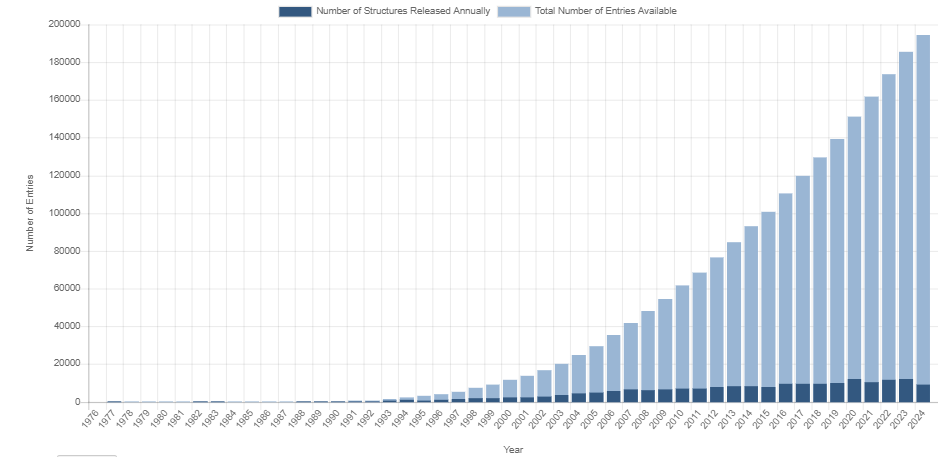 Number of Structures Released Annually Total Number of Entries Available
200000
180000
160000
140000
120000
100000
80000
60000
40000
20000
0
Number of Entries
1976 1977 1978 1979 1980 1981 1982 1983 1984 1985 1986 1987 1988 1989 1990 1991 1992 1993 1994 1995 1996 1997 1998 1999 2000 2001 2002 2003 2004 2005 2006 2007 2008 2009 2010 2011 2012 2013 2014 2015 2016 2017 2018 2019 2020 2021 2022 2023 2024
Year